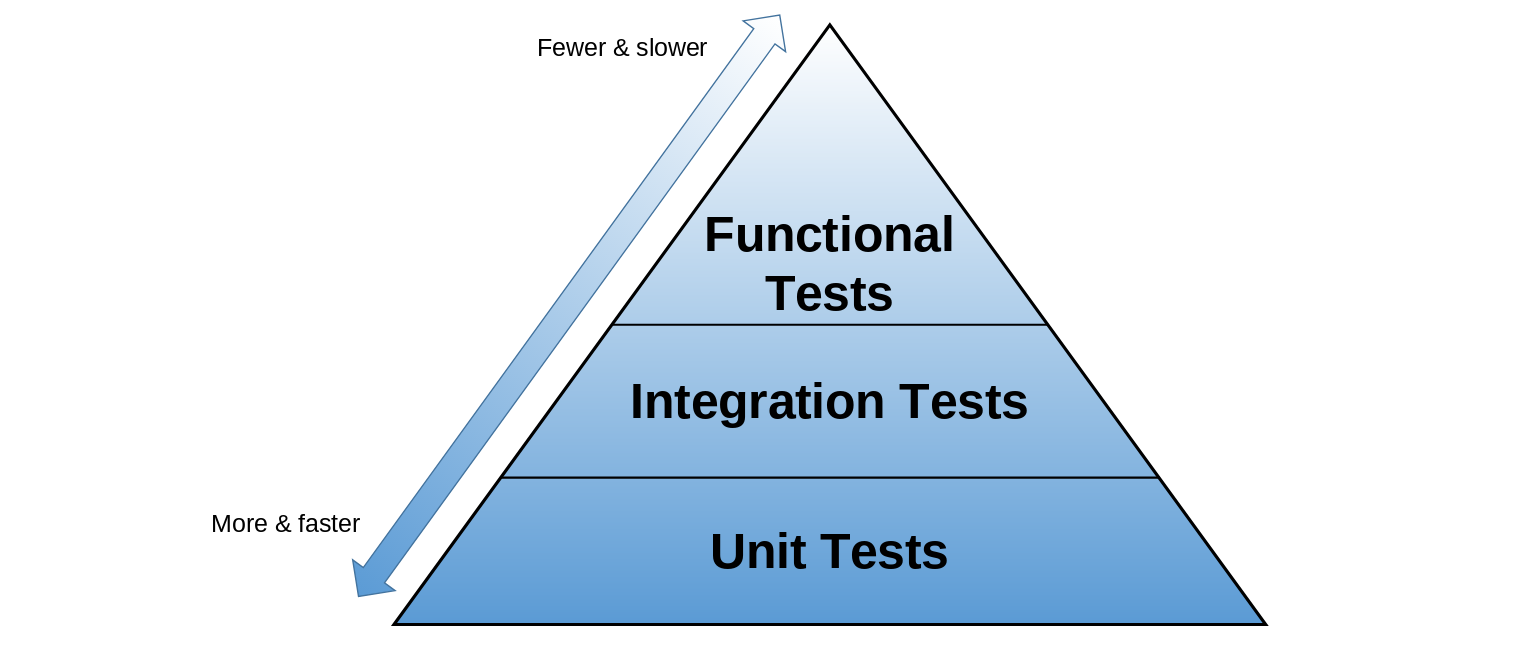 Fewer & slower
Functional
Tests
Integration Tests
More & faster
Unit Tests